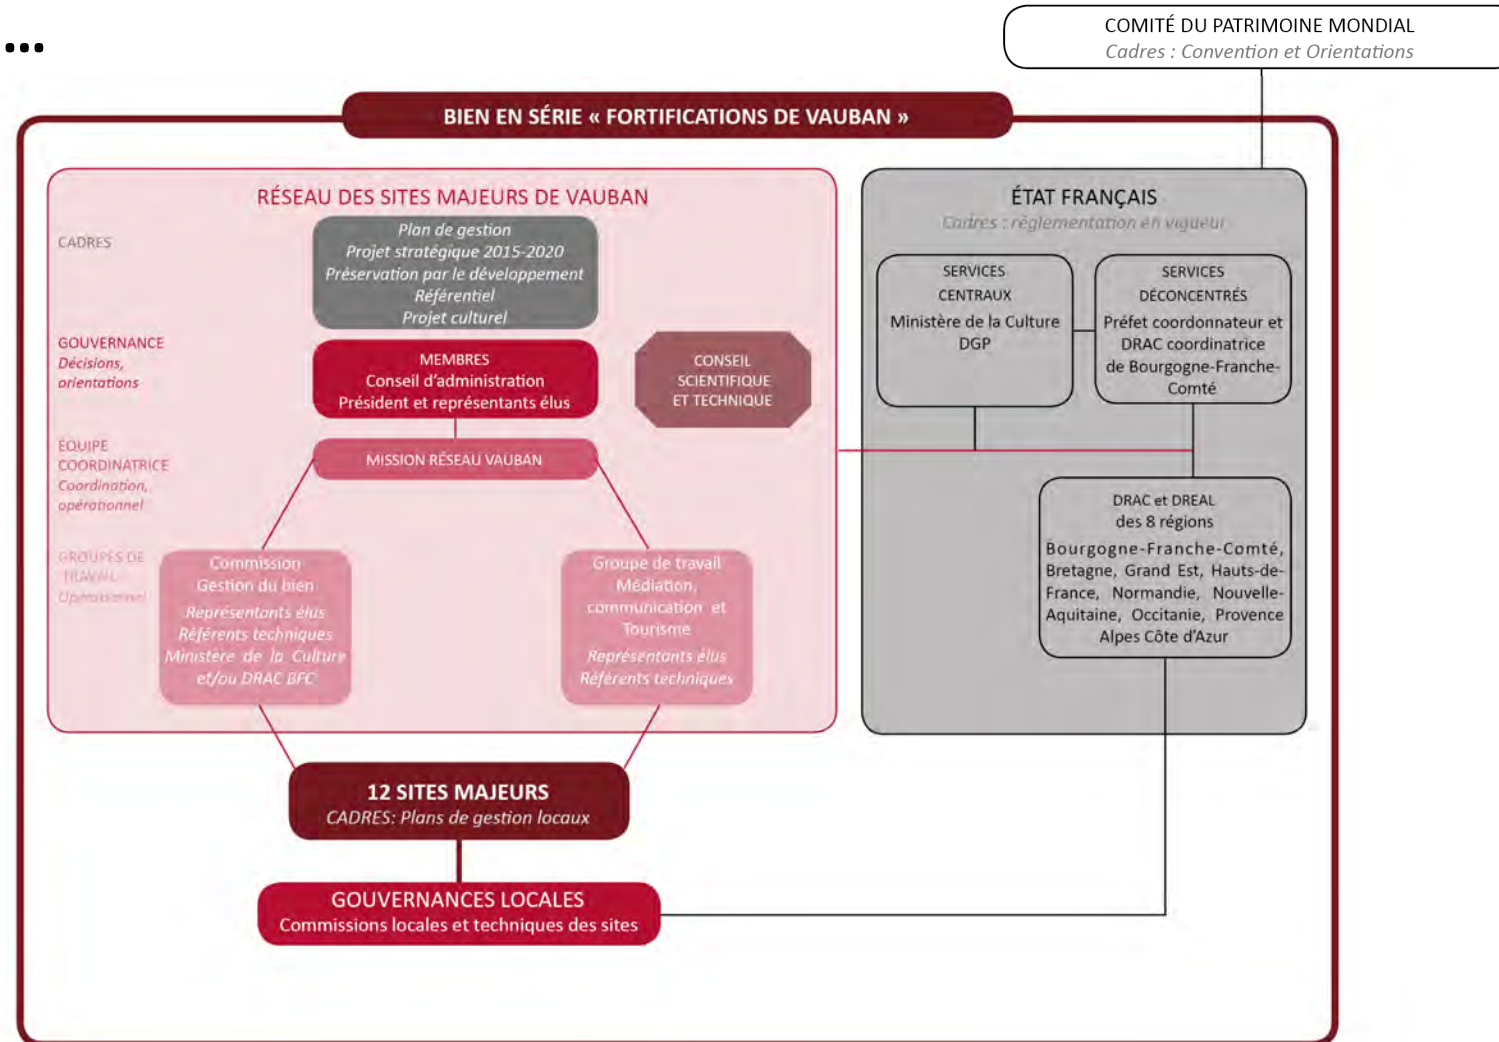 ...
COMITÉ DU PATRIMOINE MONDIAL
Cadres : Convention et Orientations
BIEN EN SÉRIE « FORTIFICATIONS DE VAUBAN »
RÉSEAU DES SITES MAJEURS DE VAUBAN
CADRES
Plan de gestion
Projet stratégique 2015-2020
Préservation par le développement
Référentiel
Projet culturel
GOUVERNANCE
Décisions,
orientations
MEMBRES
Conseil d'administration
Président et représentants élus
CONSEIL
SCIENTIFIQUE
ET TECHNIQUE
ÉQUIPE
COORDINATRICE
Coordination,
opérationnel
MISSION RÉSEAU VAUBAN
GROUPES DE
TRAVAIL
Opérationnel
Commission
Gestion du bien
Représentants élus
Référents techniques
Ministère de la Culture
et/ou DRAC BFC
Groupe de travail
Médiation,
communication et
Tourisme
Représentants élus
Référents techniques
ÉTAT FRANÇAIS
Cadres : réglementation en vigueur
SERVICES
CENTRAUX
Ministère de la Culture
DGP
SERVICES
DÉCONCENTRÉS
Préfet coordonnateur et
DRAC coordinatrice
de Bourgogne-Franche-
Comté
DRAC et DREAL
des 8 régions
Bourgogne-Franche-Comté,
Bretagne, Grand Est, Hauts-de-
France, Normandie, Nouvelle-
Aquitaine, Occitanie, Provence
Alpes Côte d'Azur
12 SITES MAJEURS
CADRES: Plans de gestion locaux
GOUVERNANCES LOCALES
Commissions locales et techniques des sites